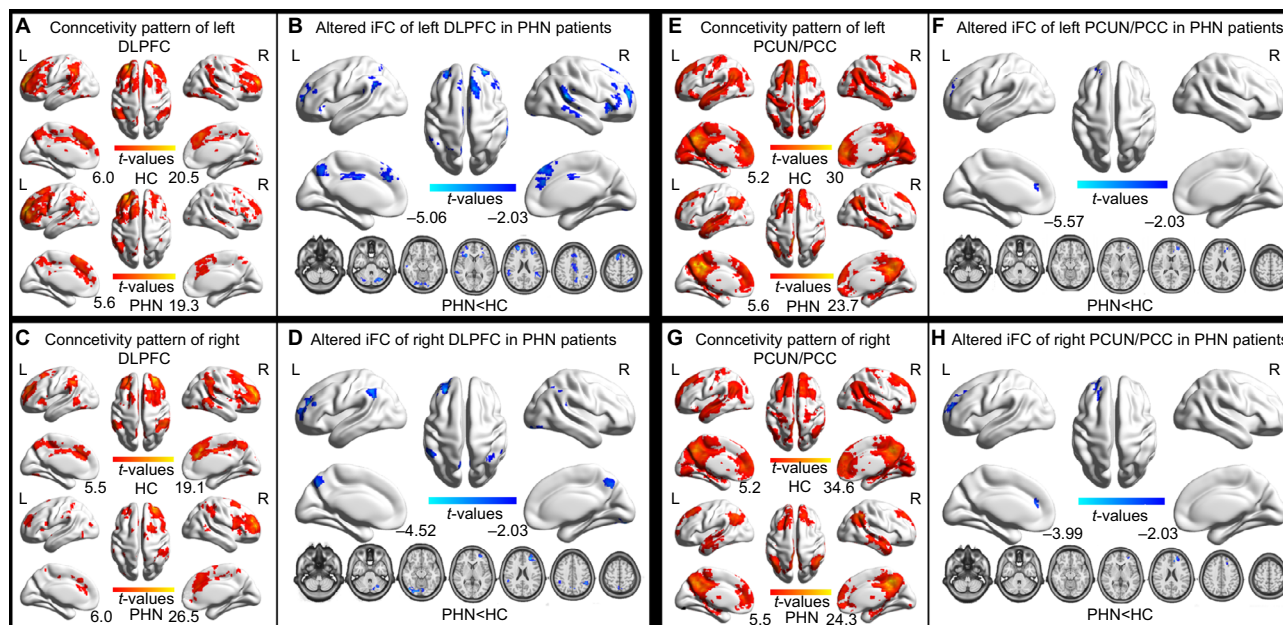 A Conncetivity pattern of left
DLPFC
L
R
t-values
6.0 HC 20.5
L
R
t-values
5.6 PHN 19.3
B Altered iFC of left DLPFC in PHN patients
L
R
t-values
–5.06 –2.03
PHN<HC
C Conncetivity pattern of right
DLPFC
L
R
t-values
5.5 HC 19.1
L
R
t-values
6.0 PHN 26.5
D Altered iFC of right DLPFC in PHN patients
L
R
t-values
–4.52 –2.03
PHN<HC
E Conncetivity pattern of left
PCUN/PCC
L
R
t-values
5.2 HC 30
L
R
t-values
5.6 PHN 23.7
F Altered iFC of left PCUN/PCC in PHN patients
L
R
t-values
–5.57 –2.03
PHN<HC
G Conncetivity pattern of right
PCUN/PCC
L
R
t-values
5.2 HC 34.6
L
R
t-values
5.5 PHN 24.3
H Altered iFC of right PCUN/PCC in PHN patients
L
R
t-values
–3.99 –2.03
PHN<HC